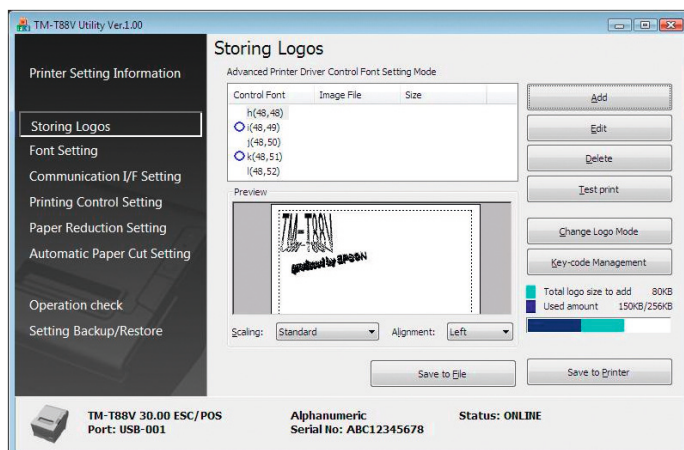 TM-T88V Utility Ver.1.00
Printer Setting Information
Storing Logos
Font Setting
Communication I/F Setting
Printing Control Setting
Paper Reduction Setting
Automatic Paper Cut Setting
Operation check
Setting Backup/Restore
Storing Logos
Advanced Printer Driver Control Font Setting Mode
Control Font Image File Size
h(48,48)
i(48,49)
j(48,50)
k(48,51)
l(48,52)
Preview
TM-T88V
produced by EPSON
Scaling: Standard Alignment: Left
Add
Edit
Delete
Test print
Change Logo Mode
Key-code Management
Total logo size to add 80KB
Used amount 150KB/256KB
Save to File
Save to Printer
TM-T88V 30.00 ESC/POS Alphanumeric Status: ONLINE
Port: USB-001 Serial No: ABC12345678